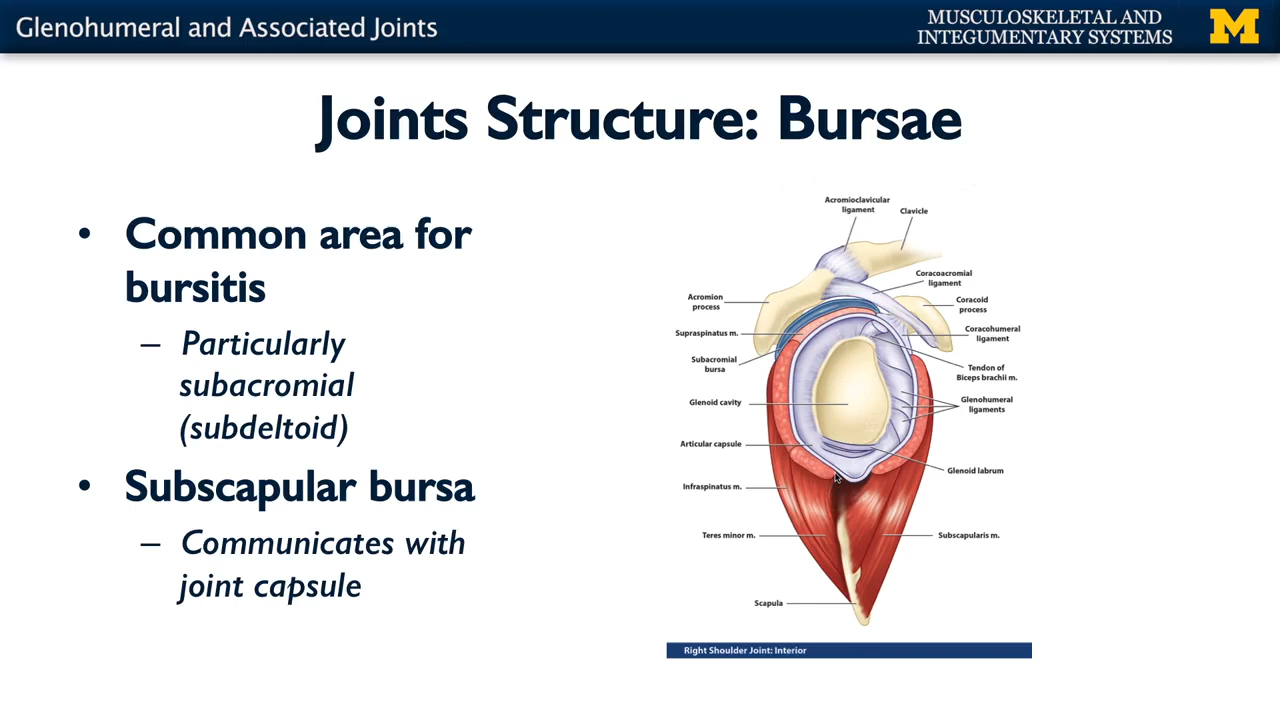 Glenohumeral and Associated Joints
MUSCULOSKELETAL AND
INTEGUMENTARY SYSTEMS
M
Joints Structure: Bursae
• Common area for
bursitis
– Particularly
subacromial
(subdeltoid)
• Subscapular bursa
– Communicates with
joint capsule
Acromioclavicular
ligament
Clavicle
Coracoacromial
ligament
Acromion
process
Coracoid
process
Supraspinatus m.
Coracohumeral
ligament
Subacromial
bursa
Tendon of
Biceps brachii m.
Glenoid cavity
Glenohumeral
ligaments
Articular capsule
Glenoid labrum
Infraspinatus m.
Teres minor m.
Subscapularis m.
Scapula
Right Shoulder Joint: Interior